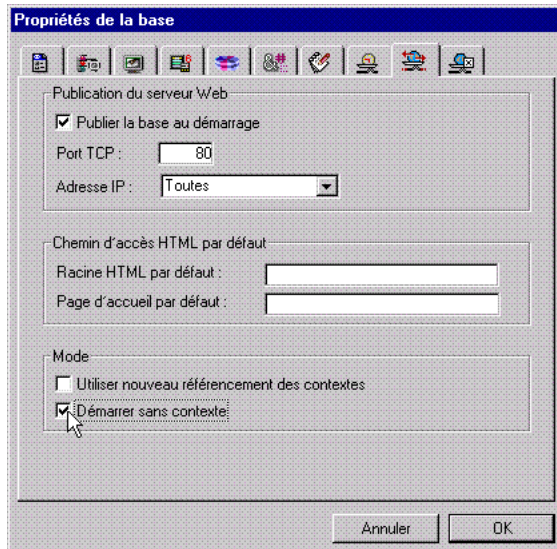 Propriétés de la base
&#
Publication du serveur Web
Publier la base au démarrage
Port TCP : 80
Adresse IP : Toutes
Chemin d'accès HTML par défaut
Racine HTML par défaut :
Page d'accueil par défaut :
Mode
Utiliser nouveau référencement des contextes
Démarrer sans contexte
Annuler OK